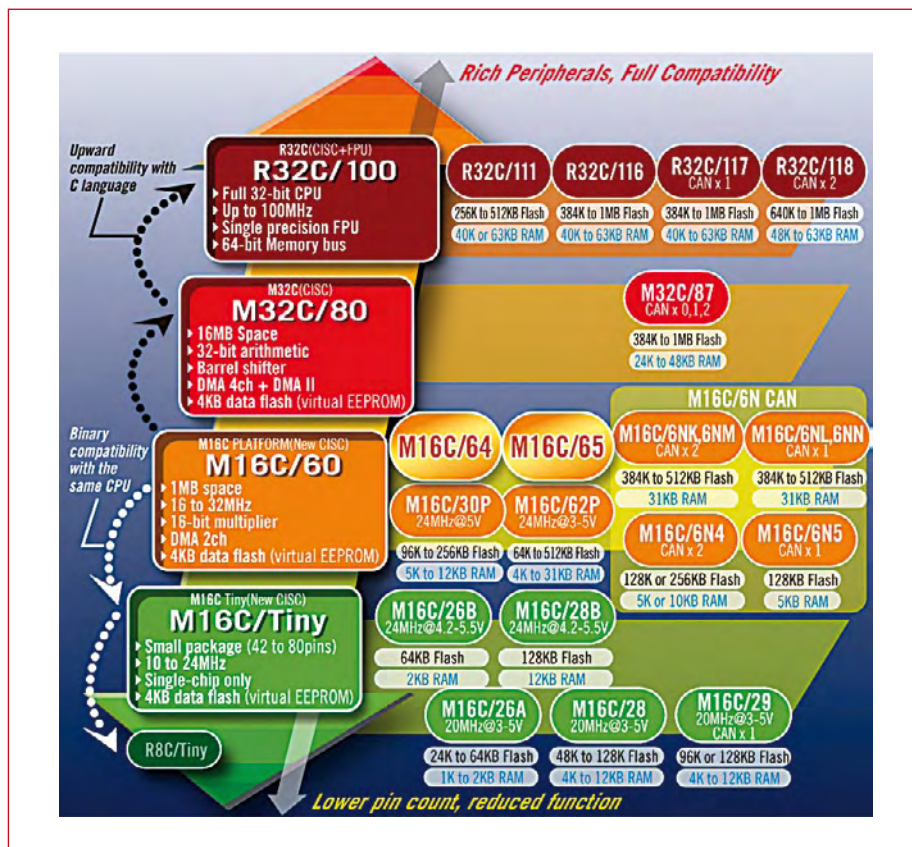 Rich Peripherals, Full Compatibility
Upward
compatibility with
C language
R32C(CISC+FPU)
R32C/100
Full 32-bit CPU
Up to 100MHz
Single precision FPU
64-bit Memory bus
R32C/111
256K to 512KB Flash
40K or 63KB RAM
R32C/116
384K to 1MB Flash
40K to 63KB RAM
R32C/117
CAN x 1
384K to 1MB Flash
40K to 63KB RAM
R32C/118
CAN x 2
640K to 1MB Flash
48K to 63KB RAM
M32C(CISC)
M32C/80
16MB Space
32-bit arithmetic
Barrel shifter
DMA 4ch + DMA II
4KB data flash (virtual EEPROM)
M32C/87
CAN x 0,1,2
384K to 1MB Flash
24K to 48KB RAM
Binary
compatibility
with the
same CPU
M16C PLATFORM(New CISC)
M16C/60
1MB space
16 to 32MHz
16-bit multiplier
DMA 2ch
4KB data flash (virtual EEPROM)
M16C/64
M16C/65
M16C/30P
24MHz@5V
96K to 256KB Flash
5K to 12KB RAM
M16C/62P
24MHz@3-5V
64K to 512KB Flash
4K to 31KB RAM
M16C/6N CAN
M16C/6NK,6NM
CAN x 2
384K to 512KB Flash
31KB RAM
M16C/6NL,6NN
CAN x 1
384K to 512KB Flash
31KB RAM
M16C/6N4
CAN x 2
128K or 256KB Flash
5K or 10KB RAM
M16C/6N5
CAN x 1
128KB Flash
5KB RAM
M16C Tiny(New CISC)
M16C/Tiny
Small package (42 to 80pins)
10 to 24MHz
Single-chip only
4KB data flash (virtual EEPROM)
M16C/26B
24MHz@4.2-5.5V
64KB Flash
2KB RAM
M16C/28B
24MHz@4.2-5.5V
128KB Flash
12KB RAM
M16C/26A
20MHz@3-5V
24K to 64KB Flash
1K to 2KB RAM
M16C/28
20MHz@3-5V
48K to 128K Flash
4K to 12KB RAM
M16C/29
20MHz@3-5V
CAN x 1
96K or 128KB Flash
4K to 12KB RAM
R8C/Tiny
Lower pin count, reduced function